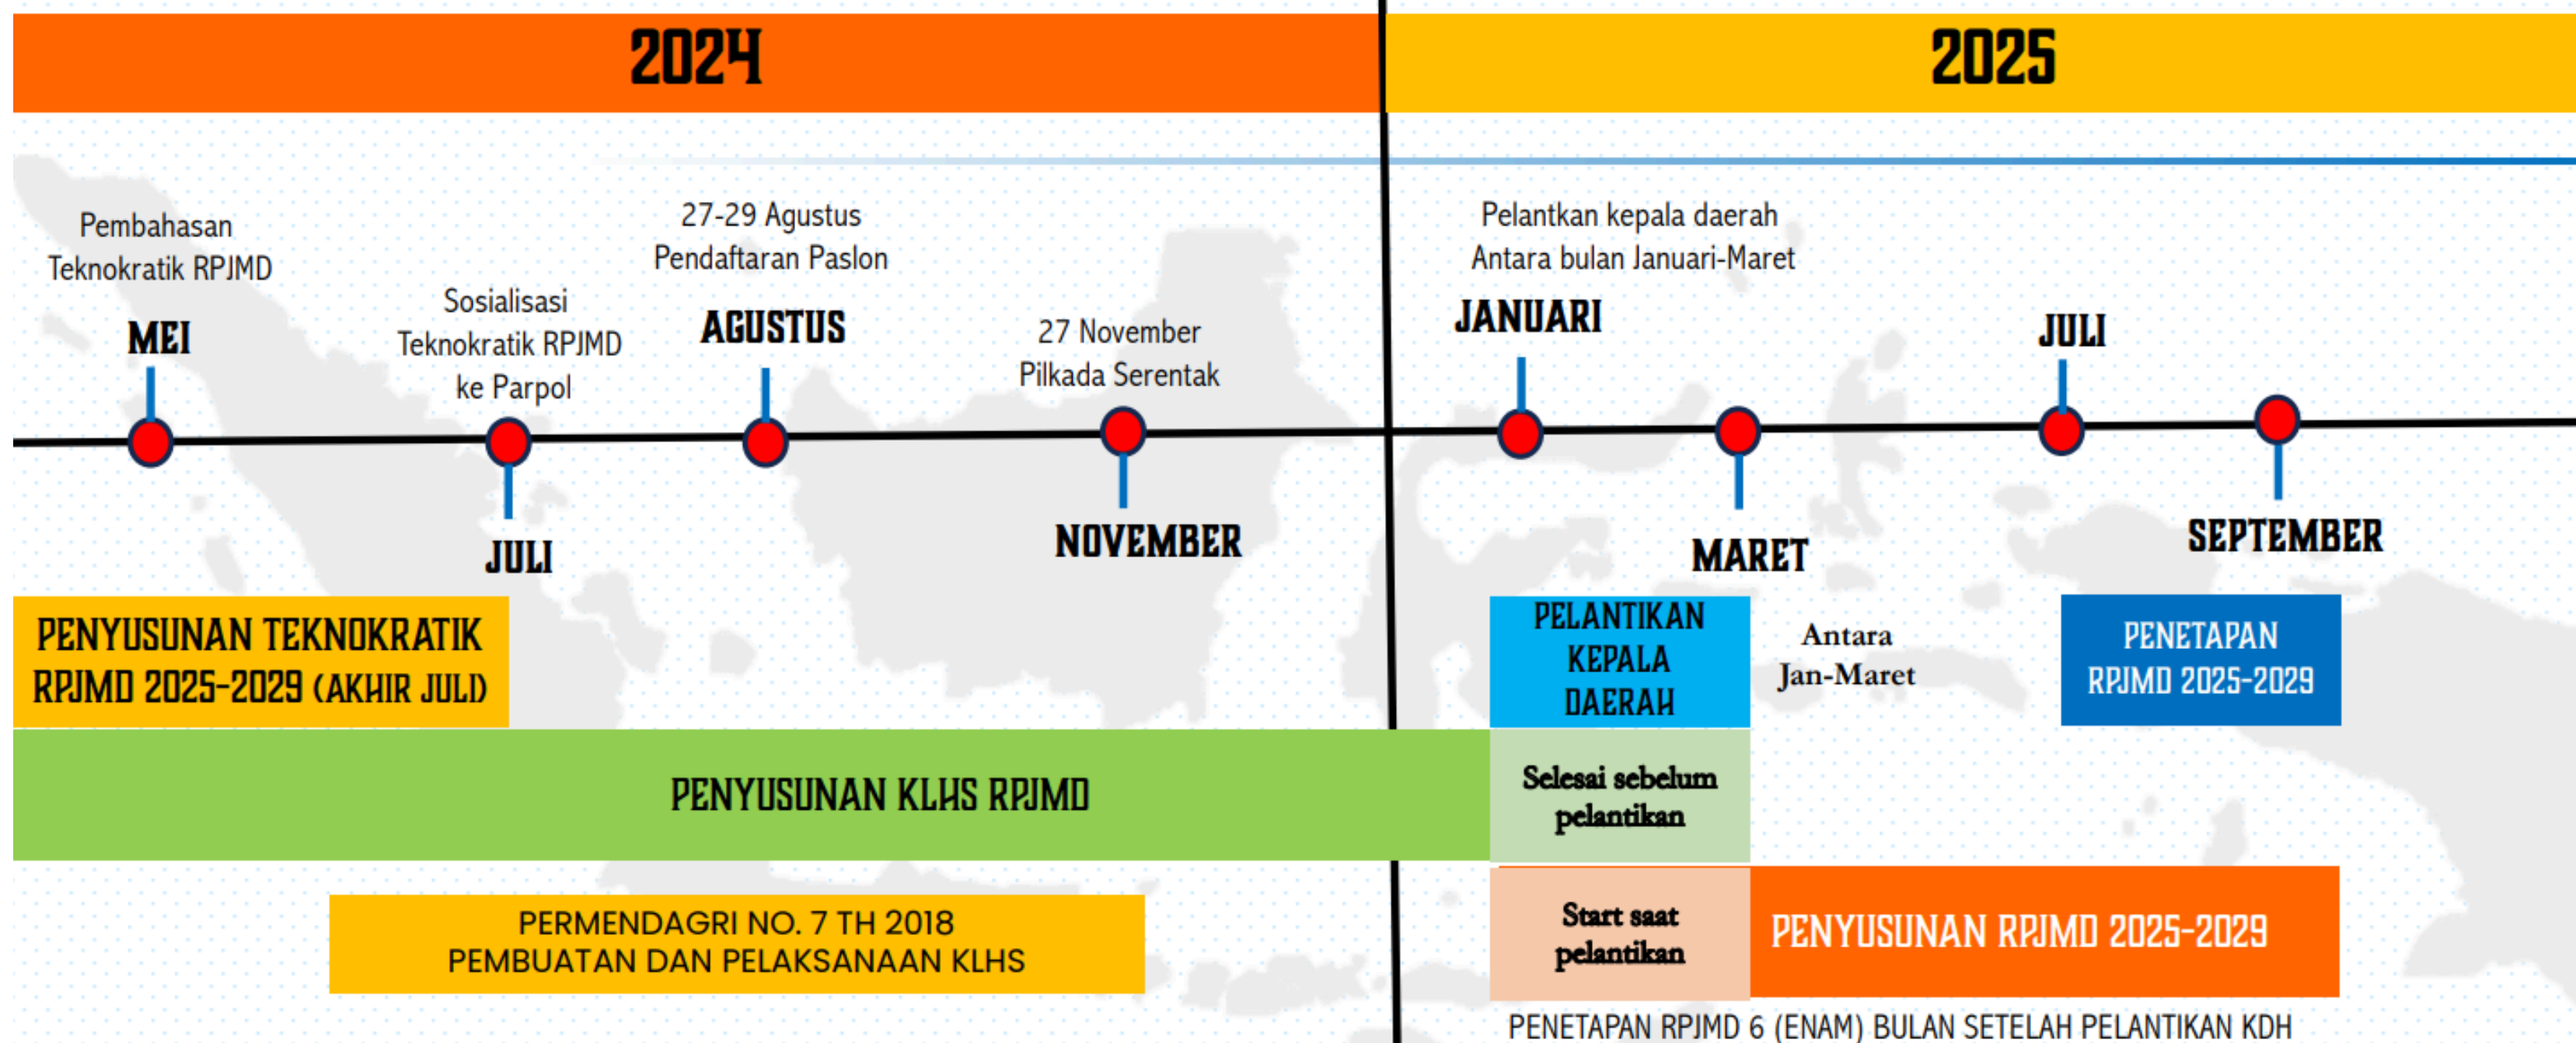 2024
2025
Pembahasan
Teknokratik RPJMD
MEI
Sosialisasi
Teknokratik RPJMD
ke Parpol
JULI
27-29 Agustus
Pendaftaran Paslon
AGUSTUS
27 November
Pilkada Serentak
NOVEMBER
Pelantkan kepala daerah
Antara bulan Januari-Maret
JANUARI
MARET
JULI
SEPTEMBER
PENYUSUNAN TEKNOKRATIK
RPJMD 2025-2029 (AKHIR JULI)
PELANTIKAN
KEPALA
DAERAH
Antara
Jan-Maret
PENETAPAN
RPJMD 2025-2029
PENYUSUNAN KLHS RPJMD
Selesai sebelum
pelantikan
PERMENDAGRI NO. 7 TH 2018
PEMBUATAN DAN PELAKSANAAN KLHS
Start saat
pelantikan
PENYUSUNAN RPJMD 2025-2029
PENETAPAN RPJMD 6 (ENAM) BULAN SETELAH PELANTIKAN KDH